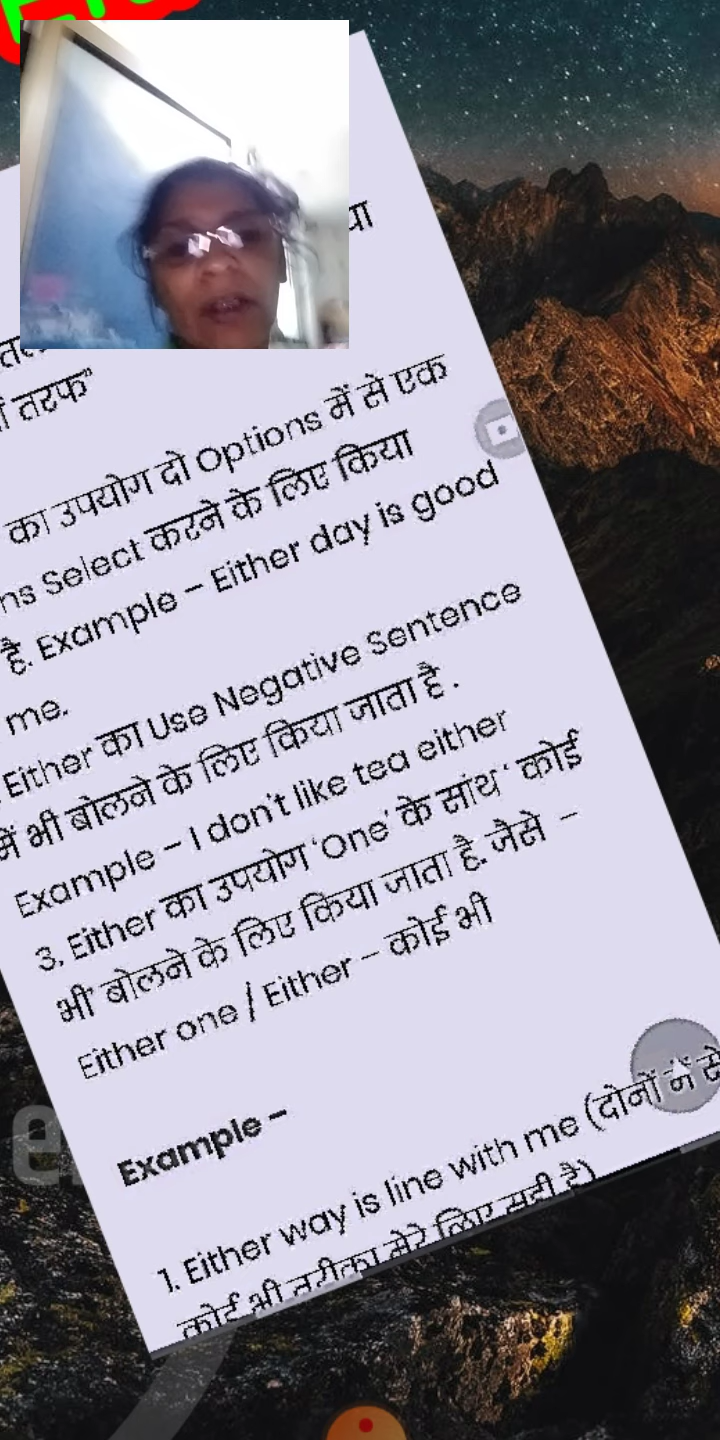 या
तरफ"
का उपयोग दो Options में से एक
ns Select करने के लिए किया
है. Example – Either day is good
me.
Either का Use Negative Sentence
में भी बोलने के लिए किया जाता है .
Example – I don't like tea either
3. Either का उपयोग 'One' के सांथ ' कोई
भी' बोलने के लिए किया जाता है. जैसे –
Either one / Either – कोई भी
Example –
1. Either way is line with me (दोनों में से
कोई भी तरीका मेरे लिए सही है)